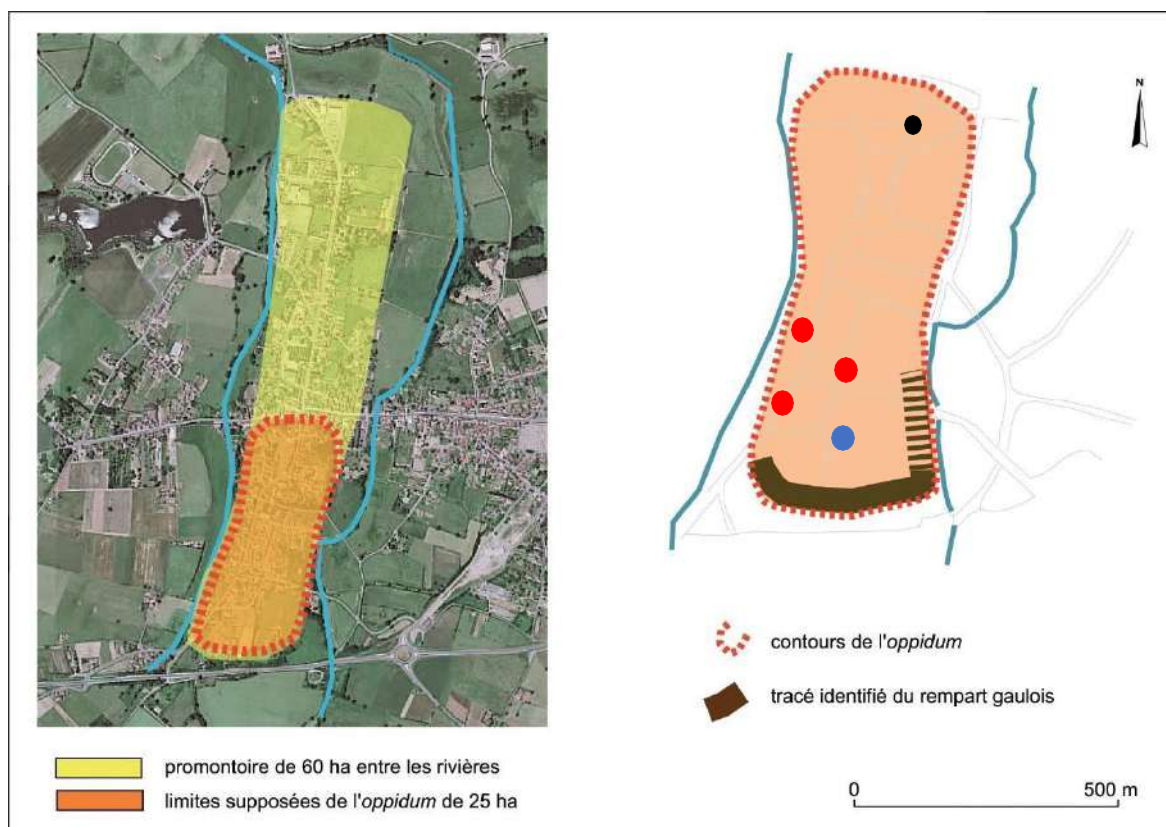 N
contours de l'oppidum
tracé identifié du rempart gaulois
promontoire de 60 ha entre les rivières
limites supposées de l'oppidum de 25 ha
0 500 m